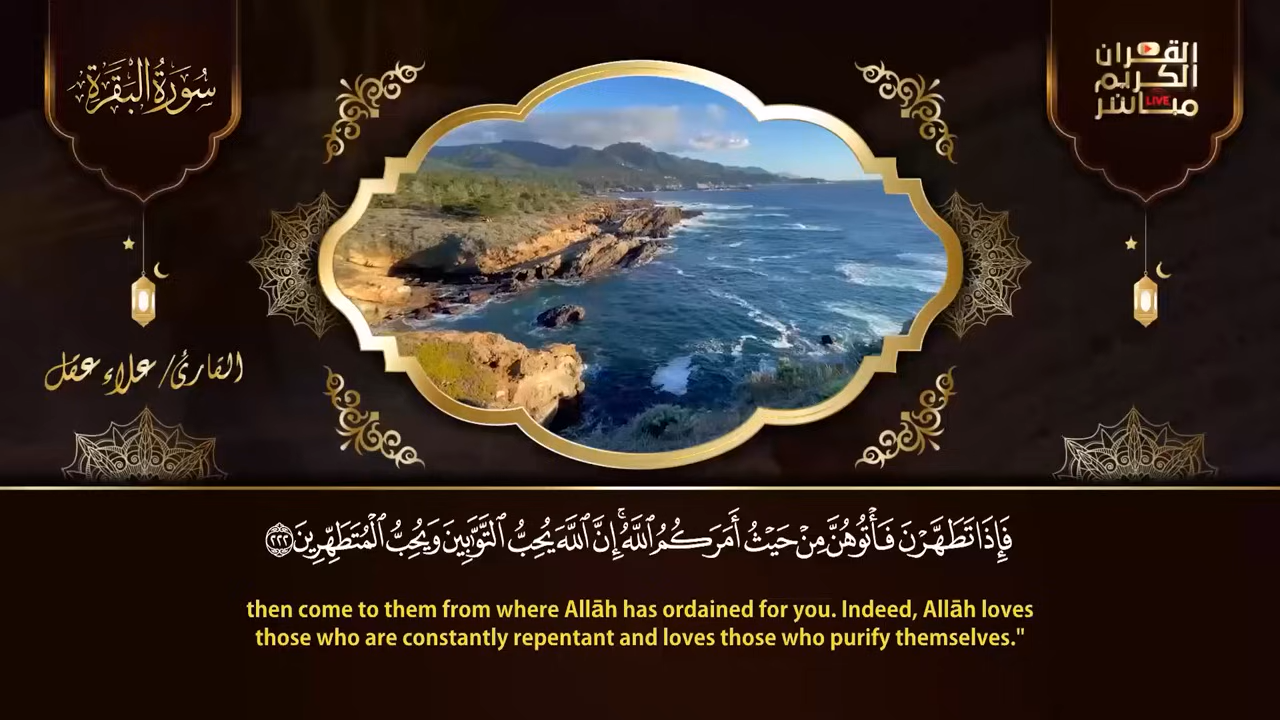 سُورَةُ الْبَقَرَةِ
القرآن
الكريم
مباشر
LIVE
القارئ/ علاء عقل
فَإِذَا تَطَهَّرْنَ فَأْتُوهُنَّ مِنْ حَيْثُ أَمَرَكُمُ ٱللَّهُ ۚ إِنَّ ٱللَّهَ يُحِبُّ ٱلتَّوَّٰبِينَ وَيُحِبُّ ٱلْمُتَطَهِّرِينَ ٢٢٢
then come to them from where Allāh has ordained for you. Indeed, Allāh loves
those who are constantly repentant and loves those who purify themselves."